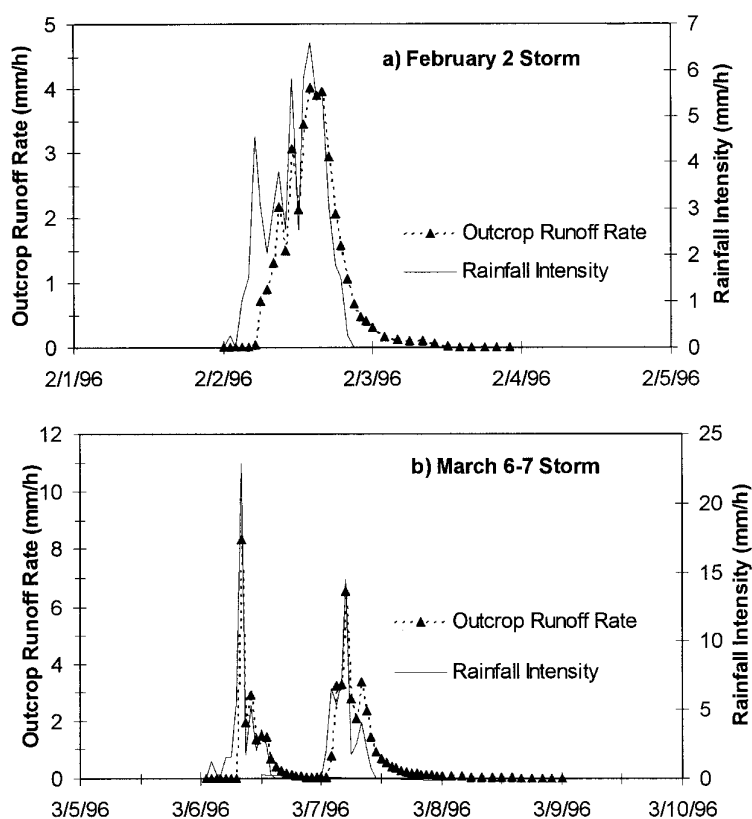 a) February 2 Storm
Outcrop Runoff Rate (mm/h)
5
4
3
2
1
0
7
6
5
4
3
2
1
0
Rainfall Intensity (mm/h)
Outcrop Runoff Rate
Rainfall Intensity
2/1/96 2/2/96 2/3/96 2/4/96 2/5/96
b) March 6-7 Storm
Outcrop Runoff Rate (mm/h)
12
10
8
6
4
2
0
25
20
15
10
5
0
Rainfall Intensity (mm/h)
Outcrop Runoff Rate
Rainfall Intensity
3/5/96 3/6/96 3/7/96 3/8/96 3/9/96 3/10/96